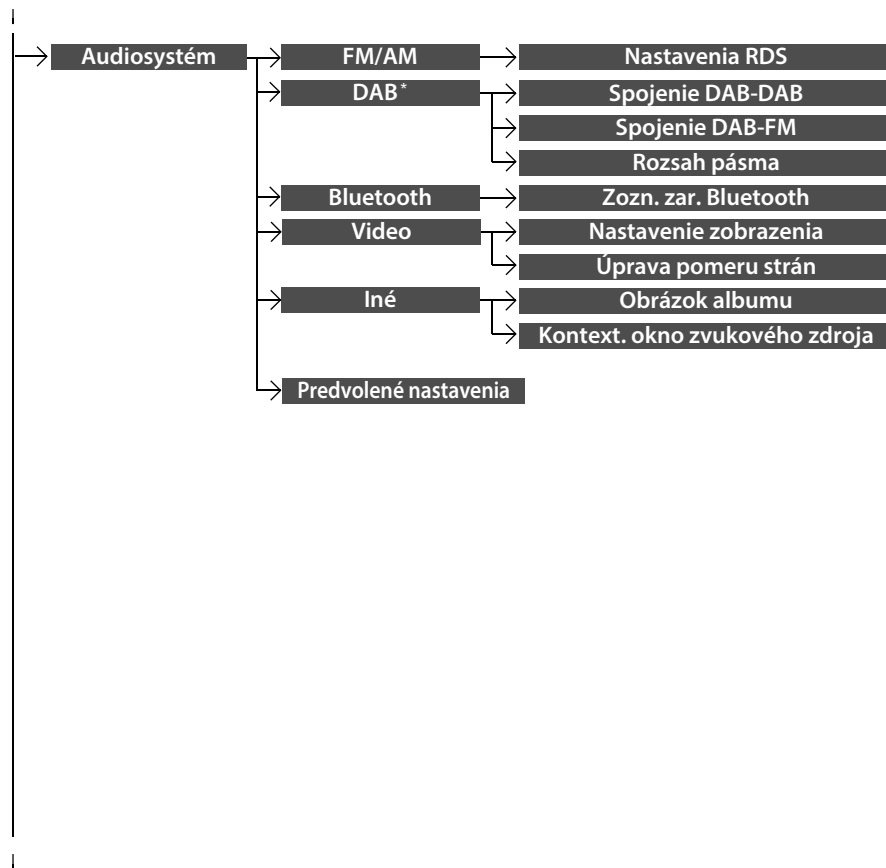 Audiosystém
FM/AM
Nastavenia RDS
DAB*
Spojenie DAB-DAB
Spojenie DAB-FM
Rozsah pásma
Bluetooth
Zozn. zar. Bluetooth
Video
Nastavenie zobrazenia
Úprava pomeru strán
Iné
Obrázok albumu
Kontext. okno zvukového zdroja
Predvolené nastavenia